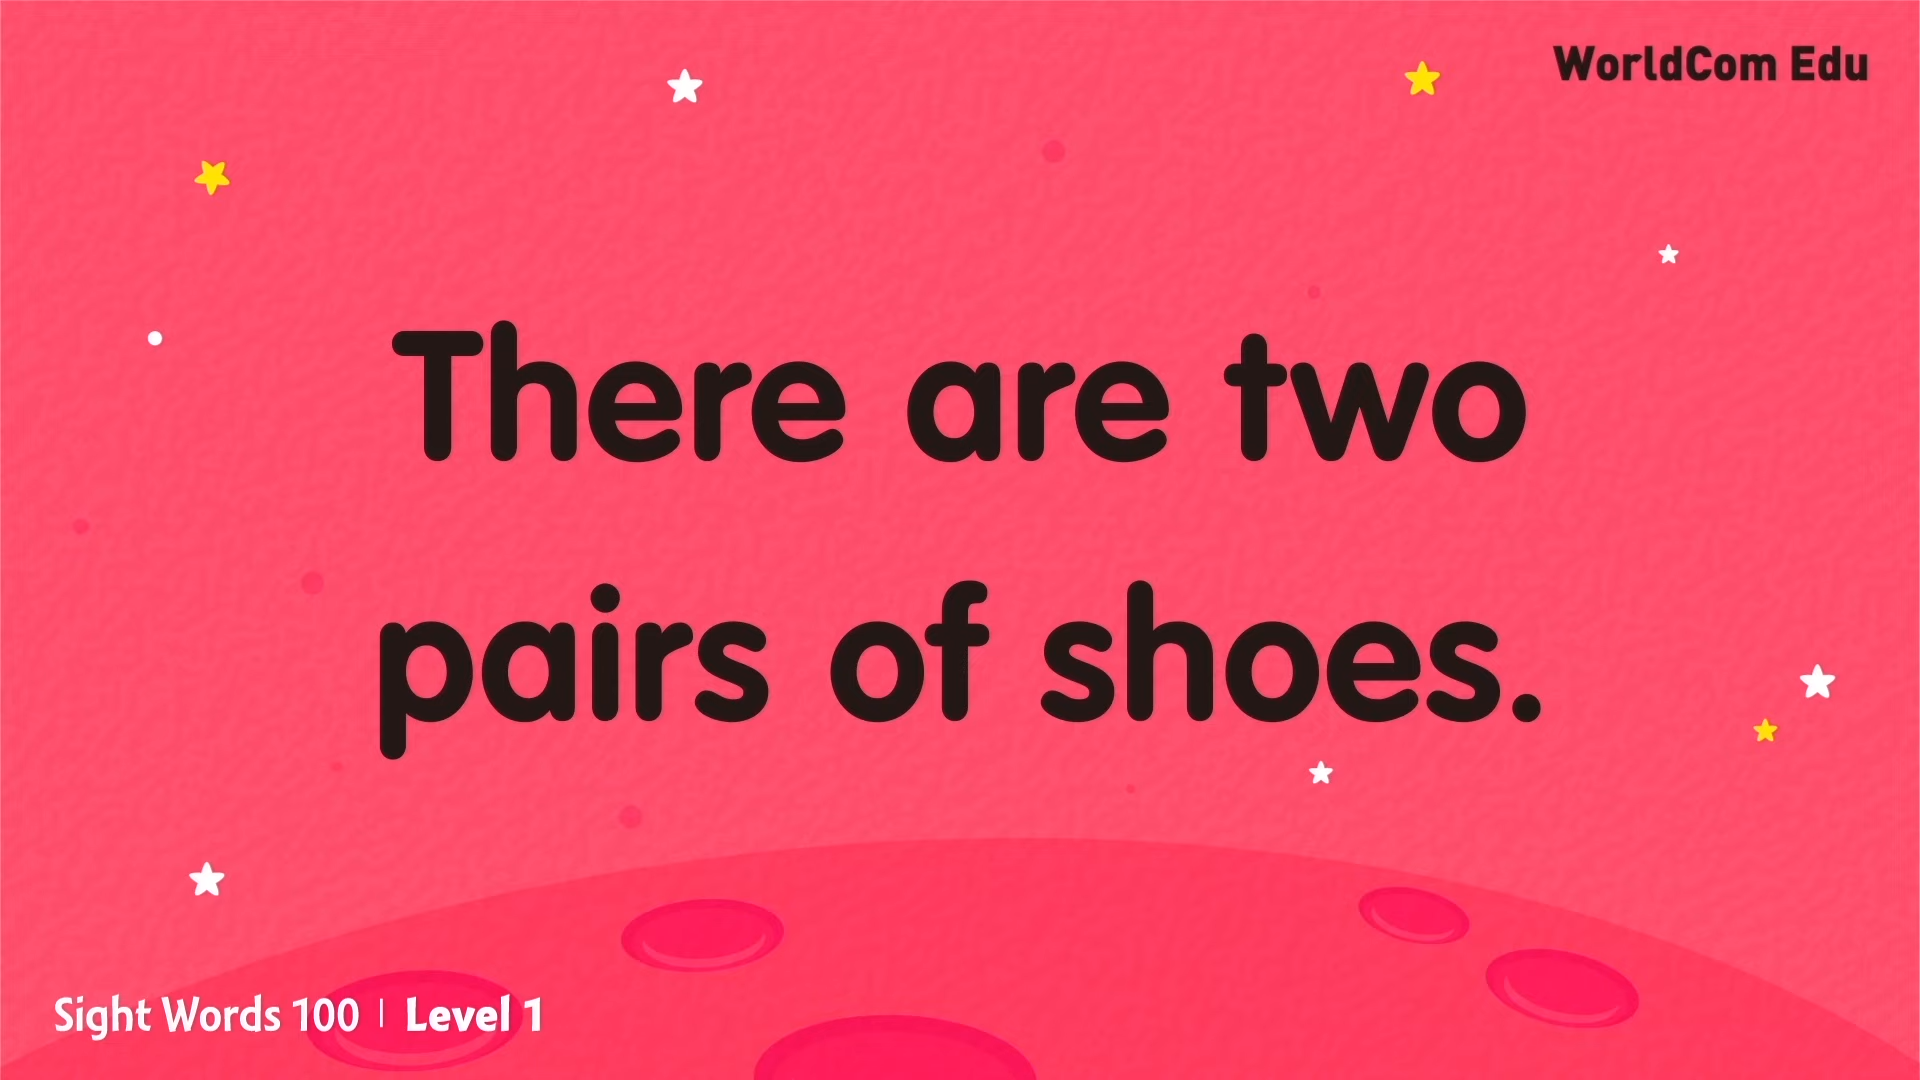 WorldCom Edu
There are two
pairs of shoes.
Sight Words 100 | Level 1